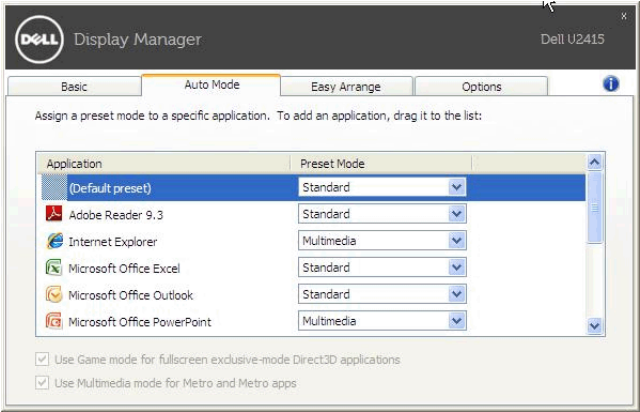 DELL Display Manager Dell U2415 x
Basic Auto Mode Easy Arrange Options i
Assign a preset mode to a specific application. To add an application, drag it to the list:
Application Preset Mode
(Default preset) Standard
Adobe Reader 9.3 Standard
Internet Explorer Multimedia
Microsoft Office Excel Standard
Microsoft Office Outlook Standard
Microsoft Office PowerPoint Multimedia
Use Game mode for fullscreen exclusive-mode Direct3D applications
Use Multimedia mode for Metro and Metro apps